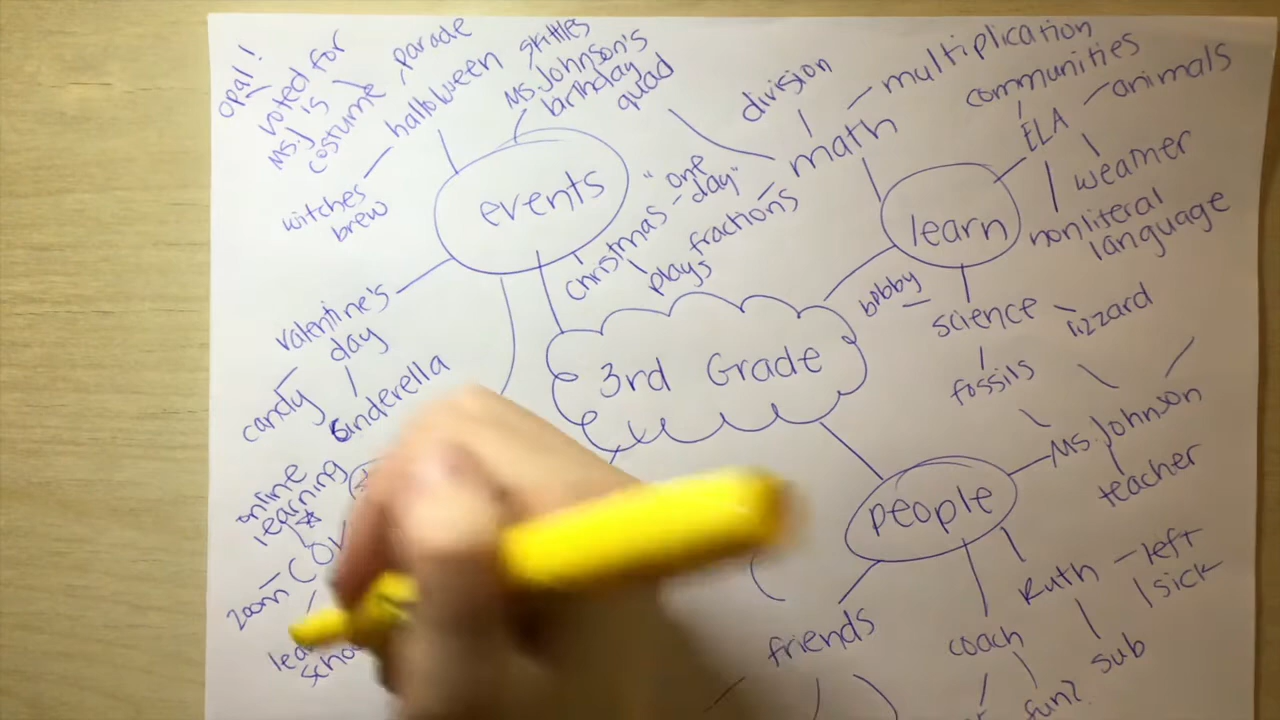 opal!
voted for
Ms. J is
costume
parade
halloween
skittles
Ms. Johnson's
birthday
quad
witches
brew
events
valentine's
day
candy
cinderella
christmas - "one
day"
plays
division
multiplication
math
fractions
communities
animals
ELA
weather
nonliteral
language
learn
bobby
science
lizzard
fossils
3rd Grade
people
Ms. Johnson
teacher
Ruth
left
sick
sub
coach
fun?
friends
online
learning
zoom